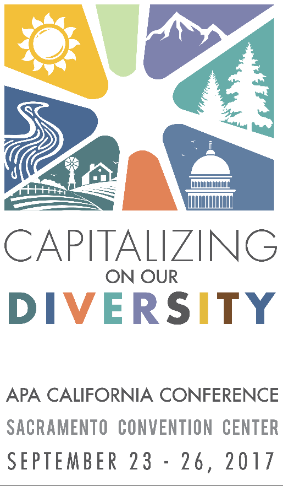 CAPITALIZING
ON OUR
DIVERSITY
APA CALIFORNIA CONFERENCE
SACRAMENTO CONVENTION CENTER
SEPTEMBER 23 - 26, 2017